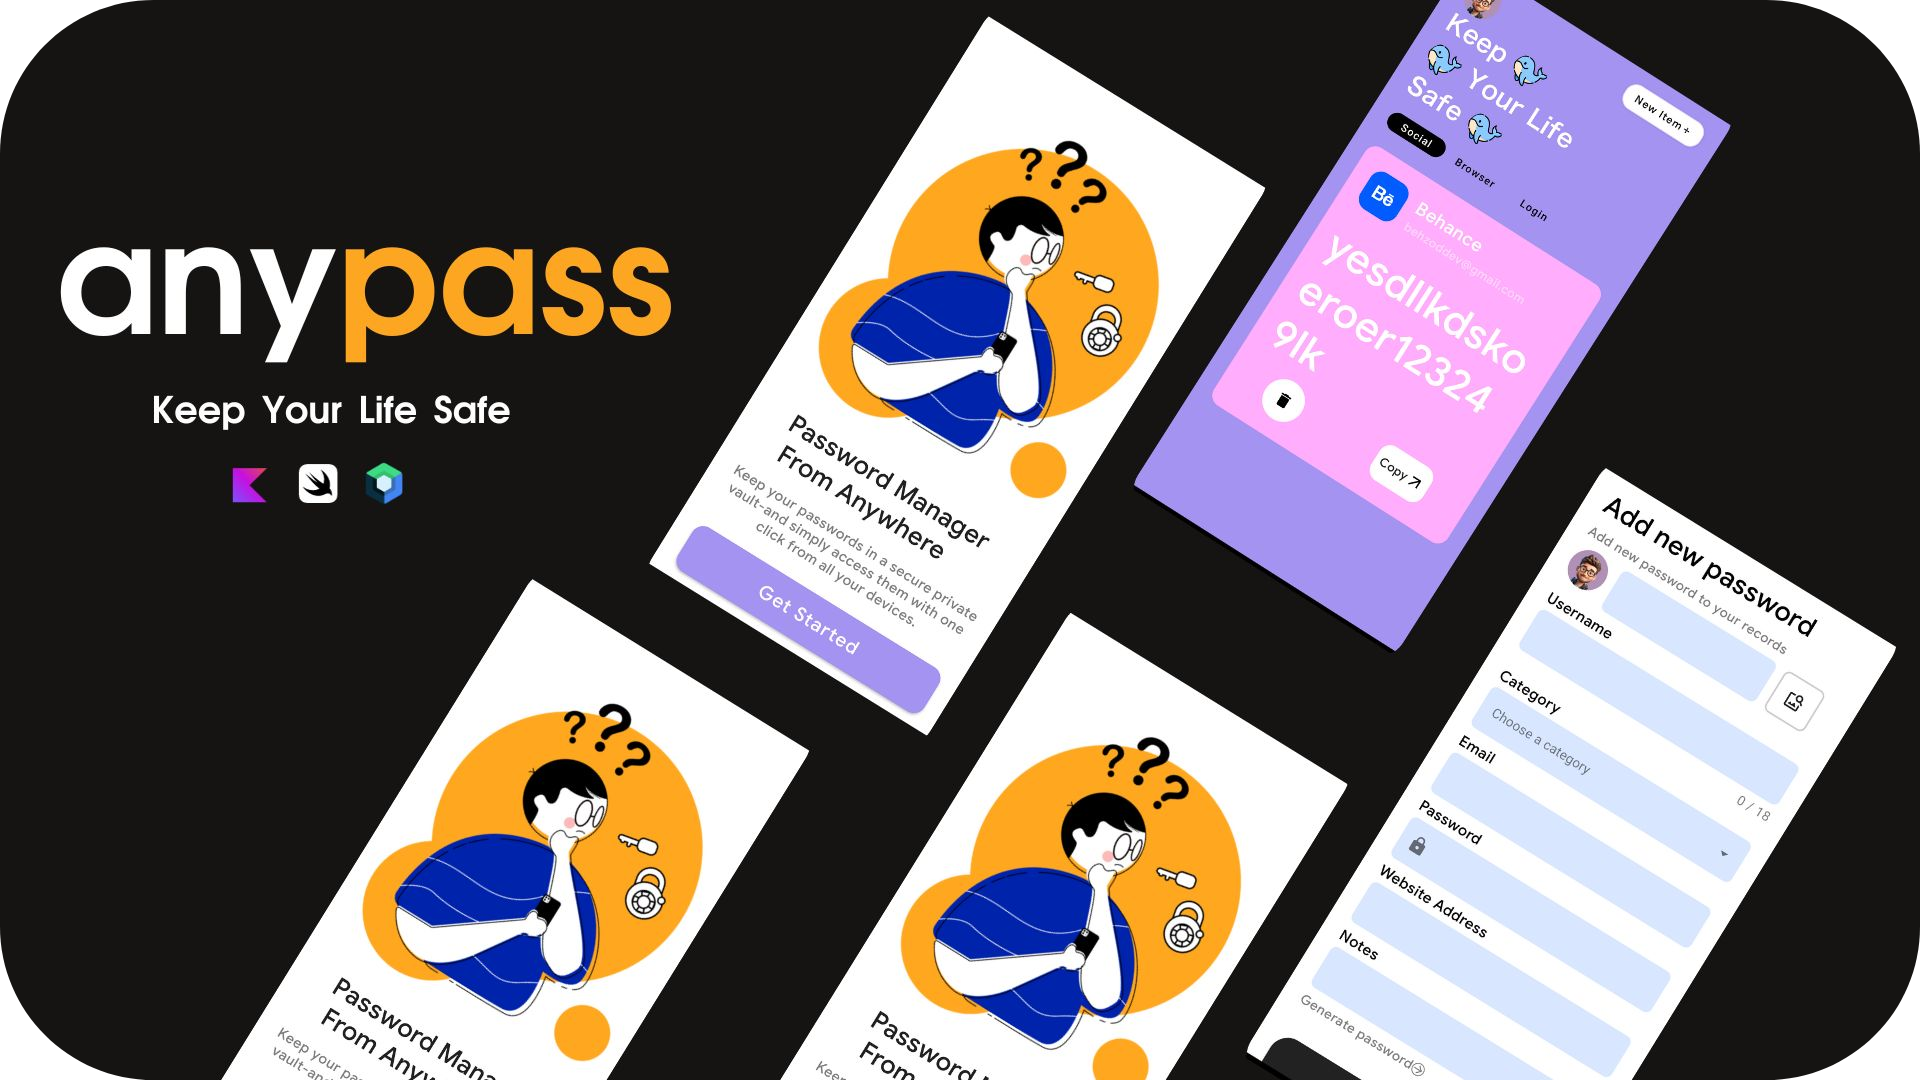 anypass
Keep Your Life Safe
???
Password Manager
From Anywhere
Keep your passwords in a secure private
vault-and simply access them with one
click from all your devices.
Get Started
Keep
Your Life
Safe
New Item +
Social
Browser
Login
Bē
Behance
behzoddev@gmail.com
yesdllkdsko
eroer12324
9lk
Copy
Add new password
Add new password to your records
Username
0 / 18
Category
Choose a category
Email
Password
Website Address
Notes
Generate password
???
Password Mana
From Anyw
Keep your pa
vault-and
???
Password
From
Keep